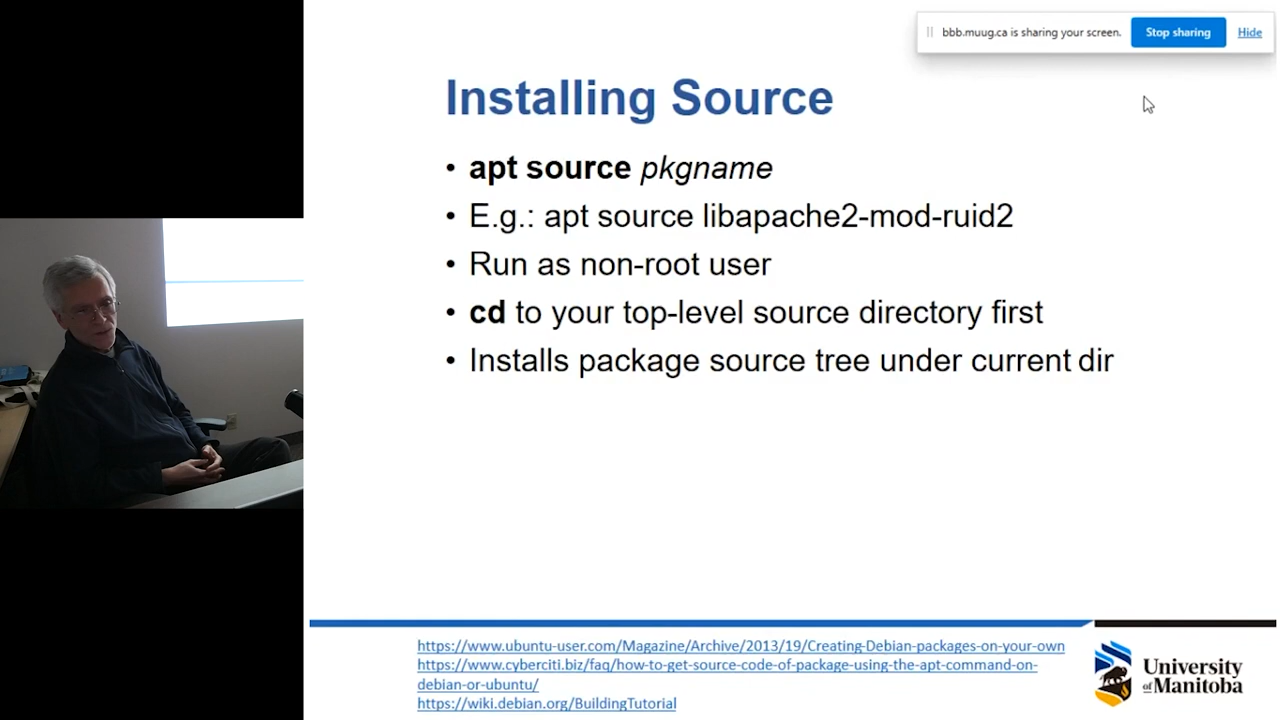 bbb.muug.ca is sharing your screen.
Stop sharing
Hide
Installing Source
• apt source pkgname
• E.g.: apt source libapache2-mod-ruid2
• Run as non-root user
• cd to your top-level source directory first
• Installs package source tree under current dir
https://www.ubuntu-user.com/Magazine/Archive/2013/19/Creating-Debian-packages-on-your-own
https://www.cyberciti.biz/faq/how-to-get-source-code-of-package-using-the-apt-command-on-
debian-or-ubuntu/
https://wiki.debian.org/BuildingTutorial
University
of Manitoba